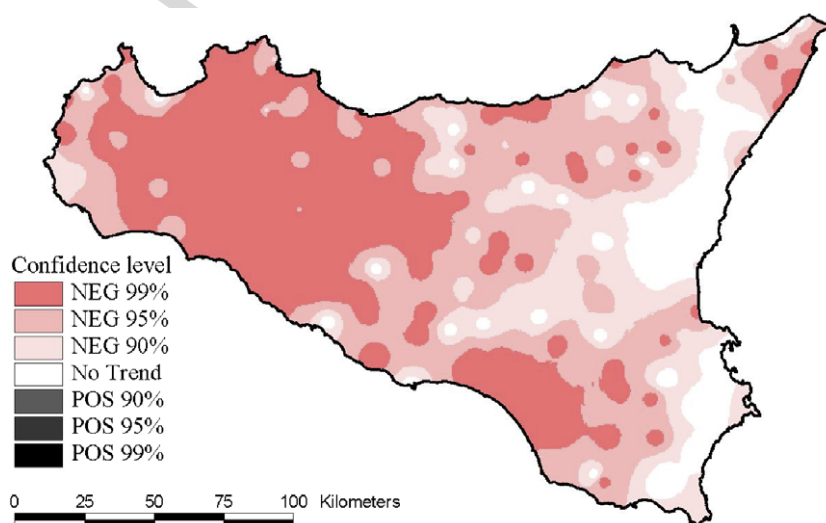 Confidence level
NEG 99%
NEG 95%
NEG 90%
No Trend
POS 90%
POS 95%
POS 99%
0 25 50 75 100 Kilometers